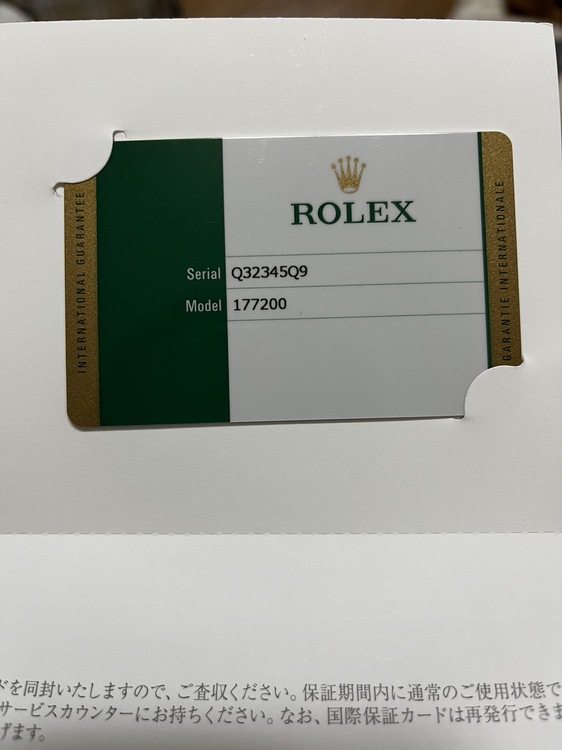 ROLEX
INTERNATIONAL GUARANTEE
Serial Q32345Q9
Model 177200
GARANTIE INTERNATIONALE
ドを同封いたしますので、ご査収ください。保証期間内に通常のご使用状態で
サービスカウンターにお持ちください。なお、国際保証カードは再発行できま
げます。